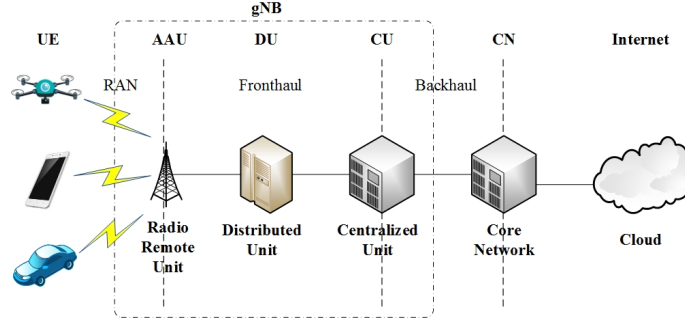 gNB
UE AAU DU CU CN Internet
RAN Fronthaul Backhaul
Radio Remote Unit
Distributed Unit
Centralized Unit
Core Network
Cloud